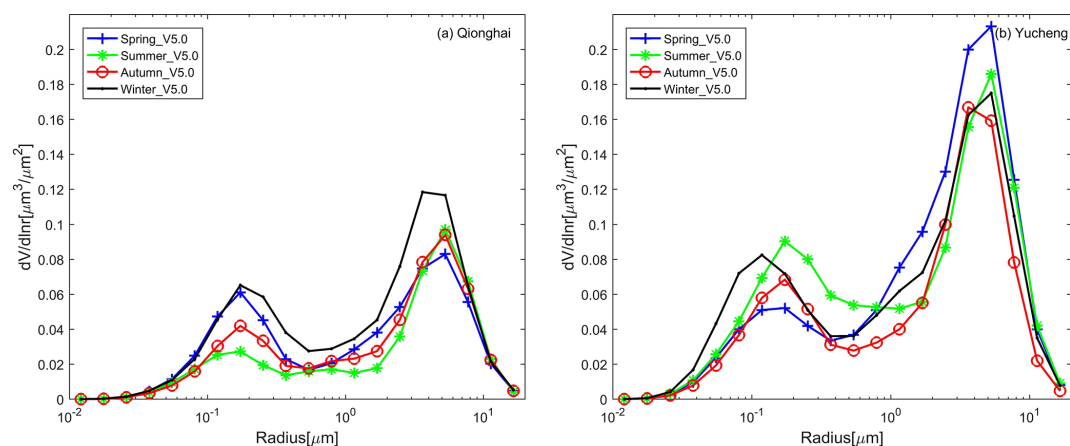 (a) Qionghai
Spring_V5.0
Summer_V5.0
Autumn_V5.0
Winter_V5.0
0.2
0.18
0.16
0.14
0.12
0.1
0.08
0.06
0.04
0.02
0
dV/dlnr[μm³/μm²]
10⁻² 10⁻¹ 10⁰ 10¹
Radius[μm]
(b) Yucheng
Spring_V5.0
Summer_V5.0
Autumn_V5.0
Winter_V5.0
0.2
0.18
0.16
0.14
0.12
0.1
0.08
0.06
0.04
0.02
0
dV/dlnr[μm³/μm²]
10⁻² 10⁻¹ 10⁰ 10¹
Radius[μm]